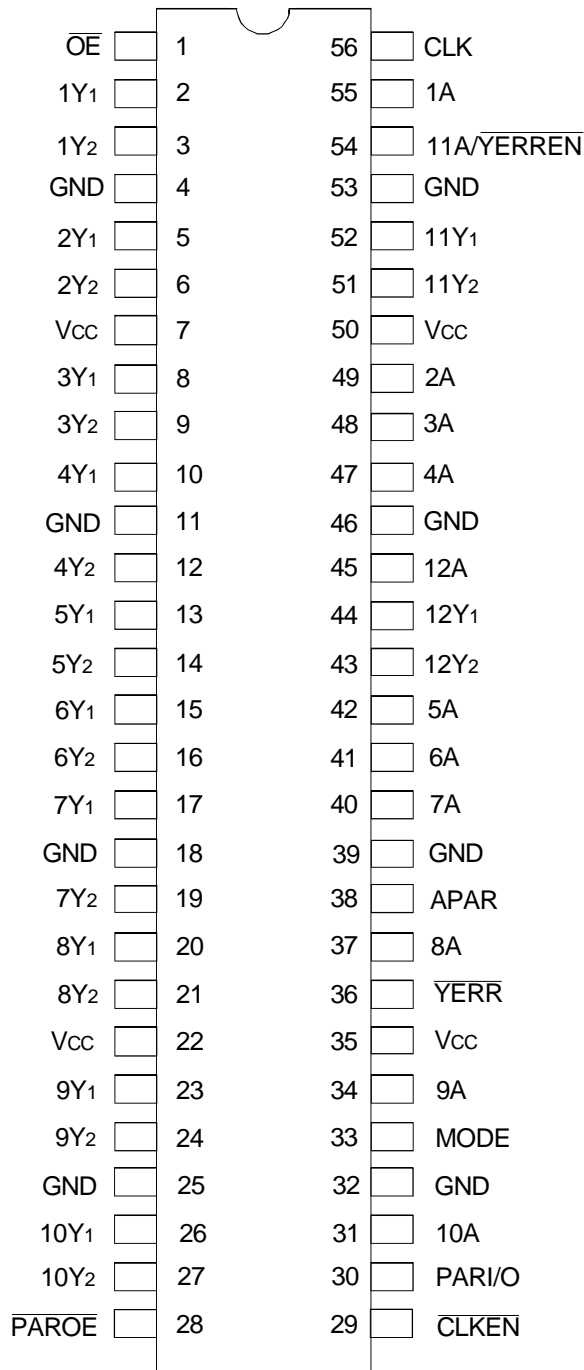 O̅E̅ 1 56 CLK
1Y1 2 55 1A
1Y2 3 54 11A/Y̅E̅R̅R̅E̅N̅
GND 4 53 GND
2Y1 5 52 11Y1
2Y2 6 51 11Y2
VCC 7 50 VCC
3Y1 8 49 2A
3Y2 9 48 3A
4Y1 10 47 4A
GND 11 46 GND
4Y2 12 45 12A
5Y1 13 44 12Y1
5Y2 14 43 12Y2
6Y1 15 42 5A
6Y2 16 41 6A
7Y1 17 40 7A
GND 18 39 GND
7Y2 19 38 APAR
8Y1 20 37 8A
8Y2 21 36 Y̅E̅R̅R̅
VCC 22 35 VCC
9Y1 23 34 9A
9Y2 24 33 MODE
GND 25 32 GND
10Y1 26 31 10A
10Y2 27 30 PARI/O
P̅A̅R̅O̅E̅ 28 29 C̅L̅K̅E̅N̅